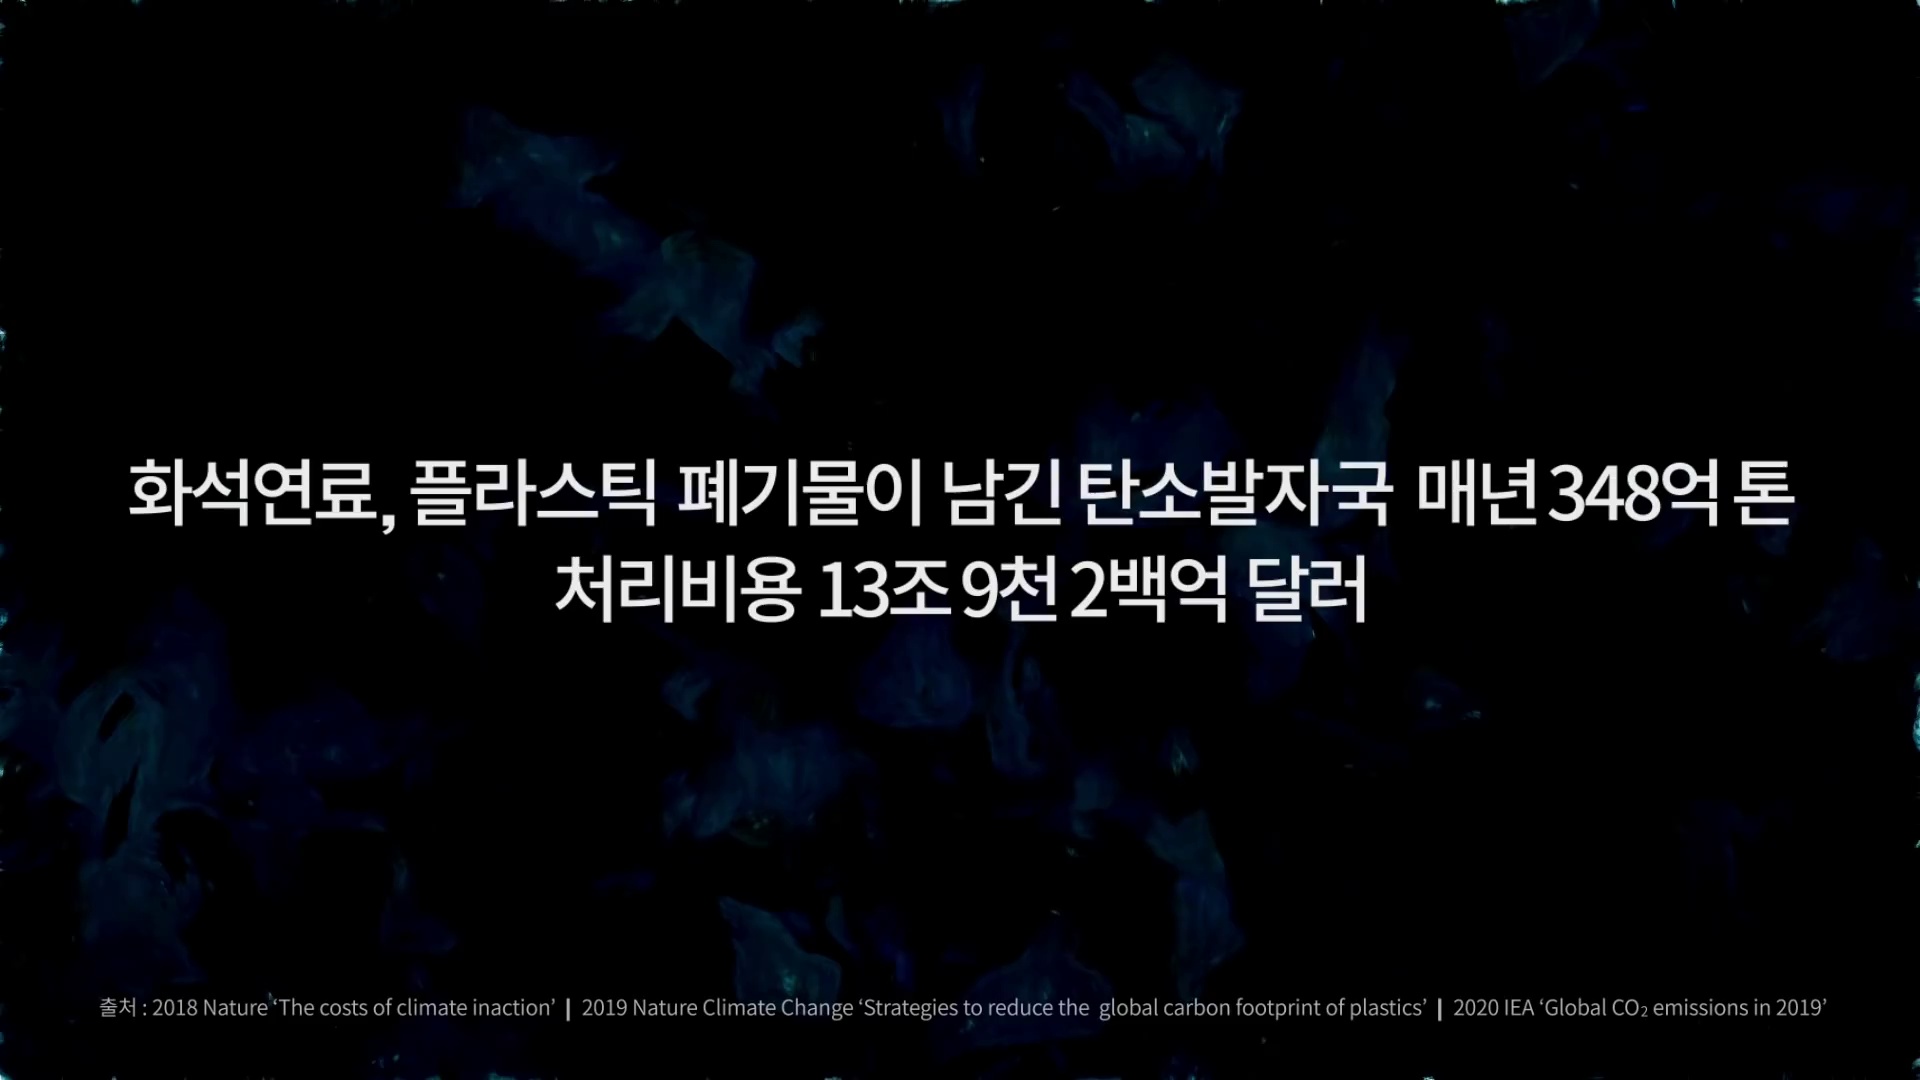 화석연료, 플라스틱 폐기물이 남긴 탄소발자국 매년 348억 톤
처리비용 13조 9천 2백억 달러
출처 : 2018 Nature ‘The costs of climate inaction’ | 2019 Nature Climate Change ‘Strategies to reduce the global carbon footprint of plastics’ | 2020 IEA ‘Global CO₂ emissions in 2019’